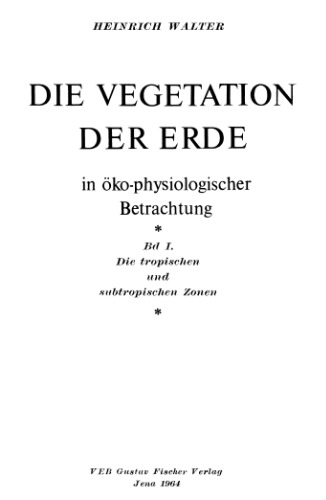 HEINRICH WALTER
DIE VEGETATION
DER ERDE
in öko-physiologischer
Betrachtung
*
Bd I.
Die tropischen
und
subtropischen Zonen
*
VEB Gustav Fischer Verlag
Jena 1964